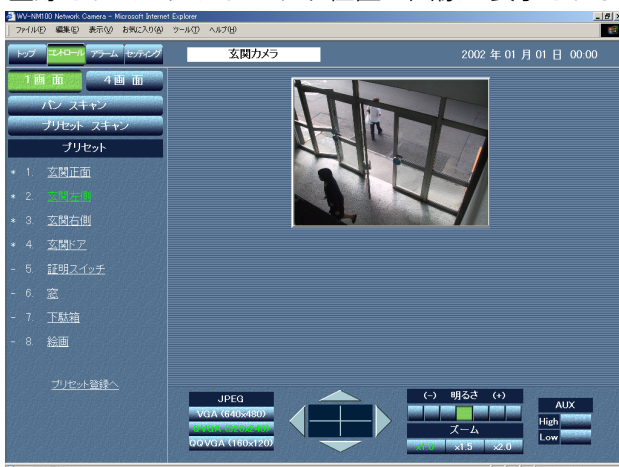 WV-NM100 Network Camera - Microsoft Internet Explorer
ファイル(F) 編集(E) 表示(V) お気に入り(A) ツール(T) ヘルプ(H)
トップ コントロール アラーム セッティング 玄関カメラ 2002 年 01 月 01 日 00:00
1 画 面 4 画 面
パン スキャン
プリセット スキャン
プリセット
* 1. 玄関正面
* 2. 玄関左側
* 3. 玄関右側
* 4. 玄関ドア
- 5. 証明スイッチ
- 6. 窓
- 7. 下駄箱
- 8. 絵画
プリセット登録へ
JPEG
VGA (640x480)
QVGA (320x240)
QQVGA (160x120)
(-) 明るさ (+)
ズーム
x1.0 x1.5 x2.0
AUX
High
Low